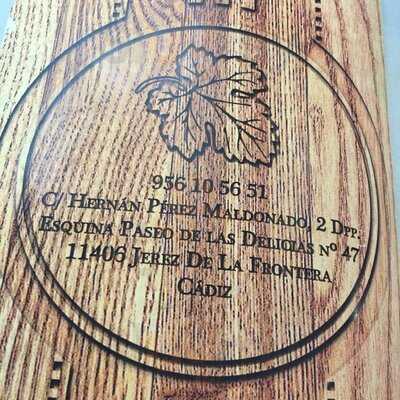 956 10 56 51
C/ Hernán Pérez Maldonado, 2 Dpp.
Esquina Paseo de las Delicias nº 47
11406 Jerez De La Frontera
Cádiz